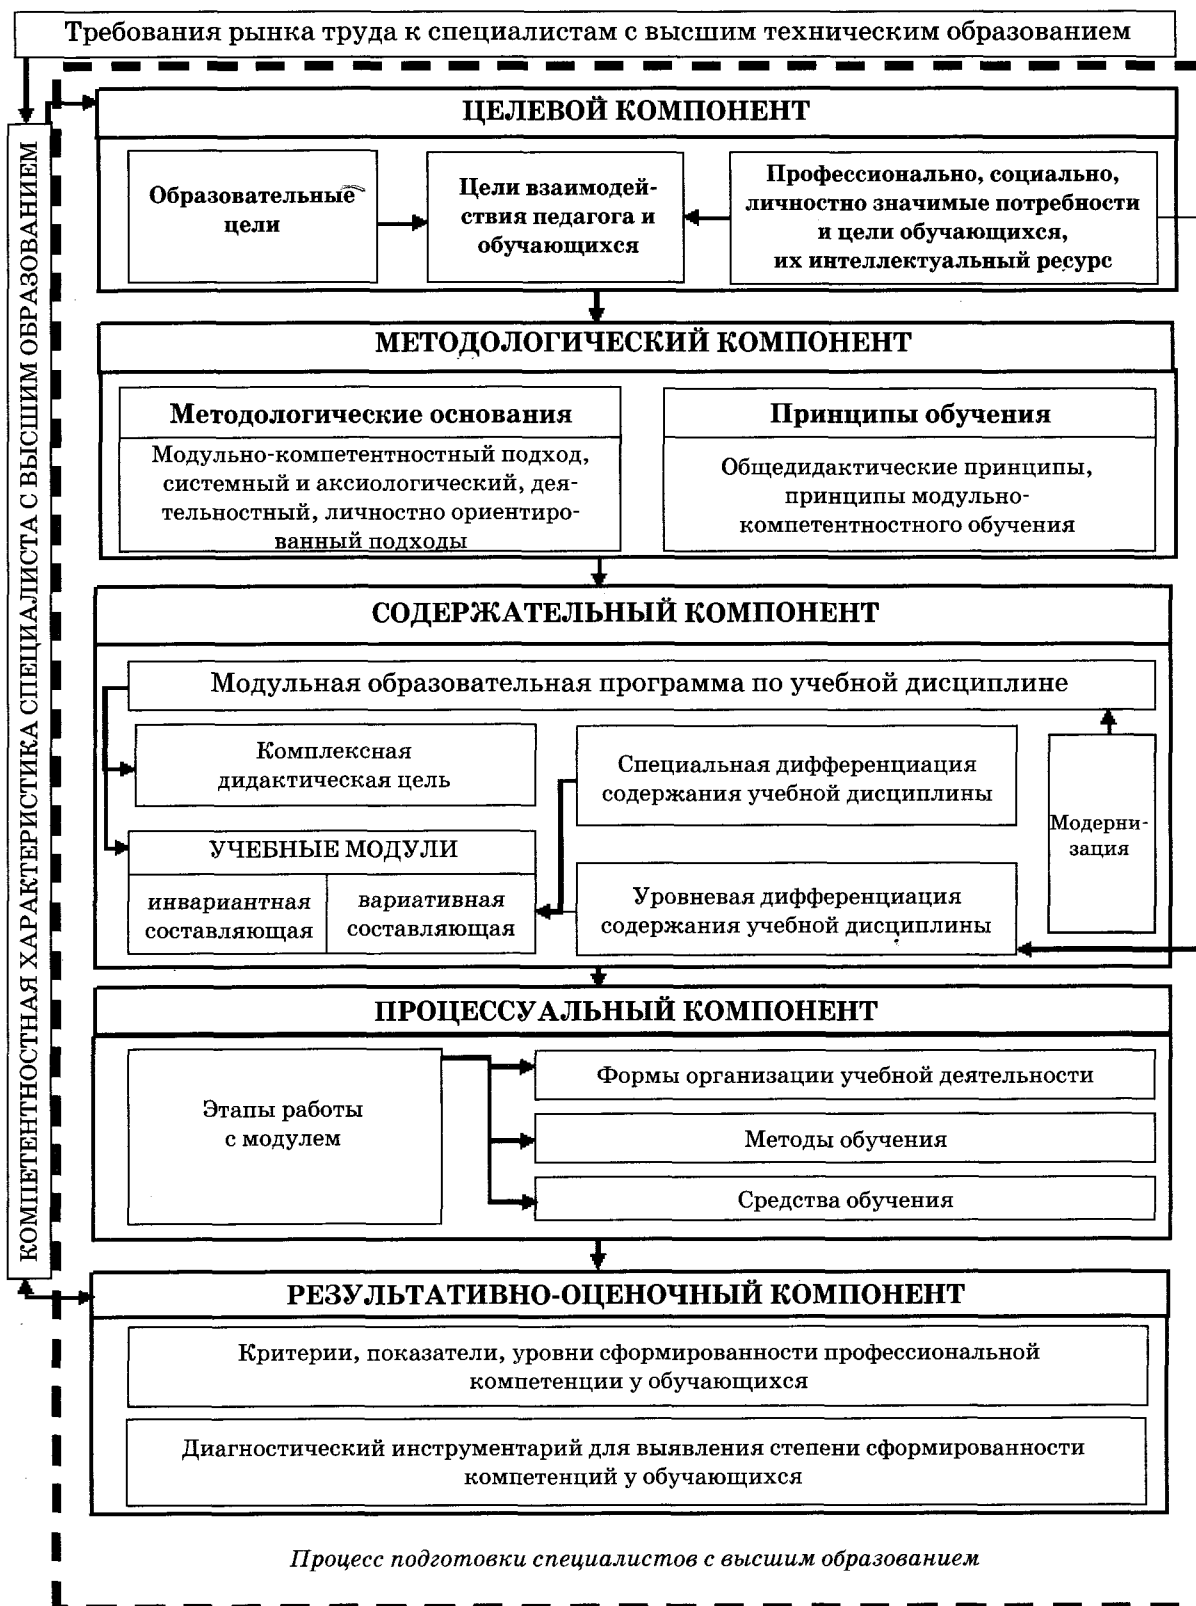 Требования рынка труда к специалистам с высшим техническим образованием
КОМПЕТЕНТНОСТНАЯ ХАРАКТЕРИСТИКА СПЕЦИАЛИСТА С ВЫСШИМ ОБРАЗОВАНИЕМ
ЦЕЛЕВОЙ КОМПОНЕНТ
Образовательные
цели
Цели взаимодей-
ствия педагога и
обучающихся
Профессионально, социально,
личностно значимые потребности
и цели обучающихся,
их интеллектуальный ресурс
МЕТОДОЛОГИЧЕСКИЙ КОМПОНЕНТ
Методологические основания
Модульно-компетентностный подход,
системный и аксиологический, дея-
тельностный, личностно ориентиро-
ванный подходы
Принципы обучения
Общедидактические принципы,
принципы модульно-
компетентностного обучения
СОДЕРЖАТЕЛЬНЫЙ КОМПОНЕНТ
Модульная образовательная программа по учебной дисциплине
Комплексная
дидактическая цель
Специальная дифференциация
содержания учебной дисциплины
Модерни-
зация
УЧЕБНЫЕ МОДУЛИ
инвариантная
составляющая
вариативная
составляющая
Уровневая дифференциация
содержания учебной дисциплины
ПРОЦЕССУАЛЬНЫЙ КОМПОНЕНТ
Этапы работы
с модулем
Формы организации учебной деятельности
Методы обучения
Средства обучения
РЕЗУЛЬТАТИВНО-ОЦЕНОЧНЫЙ КОМПОНЕНТ
Критерии, показатели, уровни сформированности профессиональной
компетенции у обучающихся
Диагностический инструментарий для выявления степени сформированности
компетенций у обучающихся
Процесс подготовки специалистов с высшим образованием